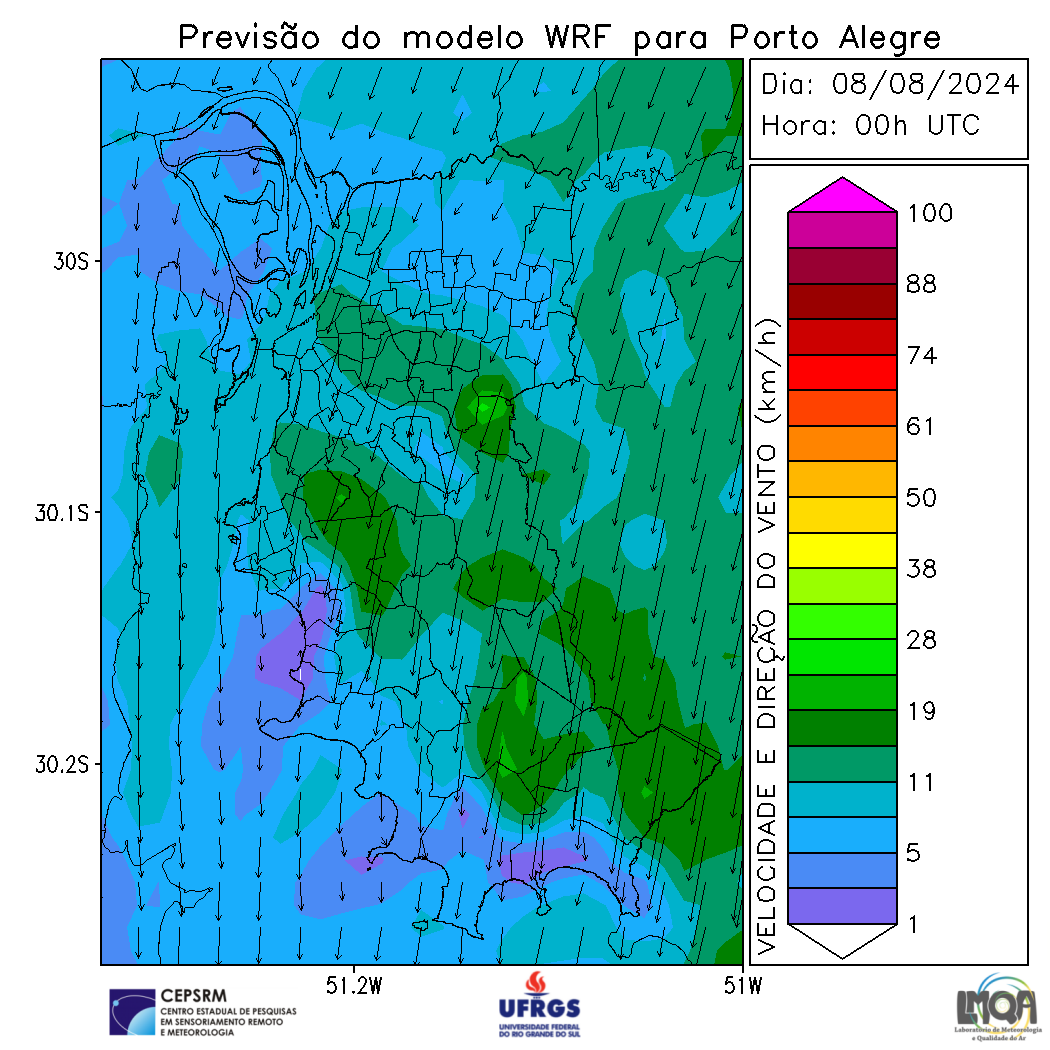 Previsão do modelo WRF para Porto Alegre
Dia: 08/08/2024
Hora: 00h UTC
30S
30.1S
30.2S
51.2W
51W
VELOCIDADE E DIREÇÃO DO VENTO (km/h)
100
88
74
61
50
38
28
19
11
5
1
CEPSRM
CENTRO ESTADUAL DE PESQUISAS
EM SENSORIAMENTO REMOTO
E METEOROLOGIA
UFRGS
UNIVERSIDADE FEDERAL
DO RIO GRANDE DO SUL
LMQA
Laboratório de Meteorologia
e Qualidade do Ar